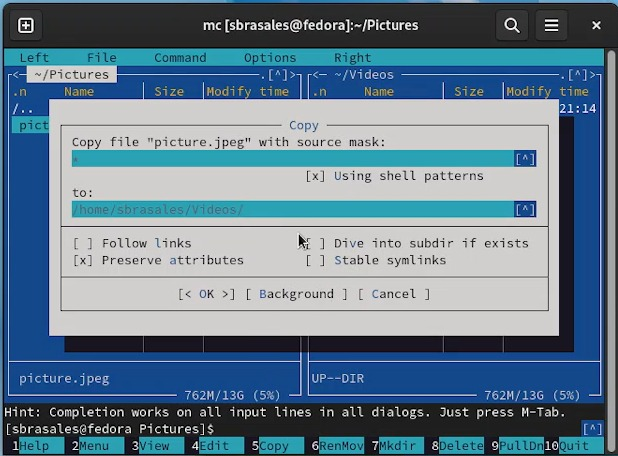 mc [sbrasales@fedora]:~/Pictures
Left File Command Options Right
<─ ~/Pictures ─.[^]>
<─ ~/Videos ─.[^]>
.n Name Size Modify time
.n Name Size Modify time
/..
21:14
pict
Copy
Copy file "picture.jpeg" with source mask:
* [^]
[x] Using shell patterns
to:
/home/sbrasales/Videos/ [^]
[ ] Follow links
[ ] Dive into subdir if exists
[x] Preserve attributes
[ ] Stable symlinks
[< OK >] [ Background ] [ Cancel ]
picture.jpeg
UP--DIR
762M/13G (5%)
762M/13G (5%)
Hint: Completion works on all input lines in all dialogs. Just press M-Tab.
[sbrasales@fedora Pictures]$ [^]
1Help 2Menu 3View 4Edit 5Copy 6RenMov 7Mkdir 8Delete 9PullDn 10Quit